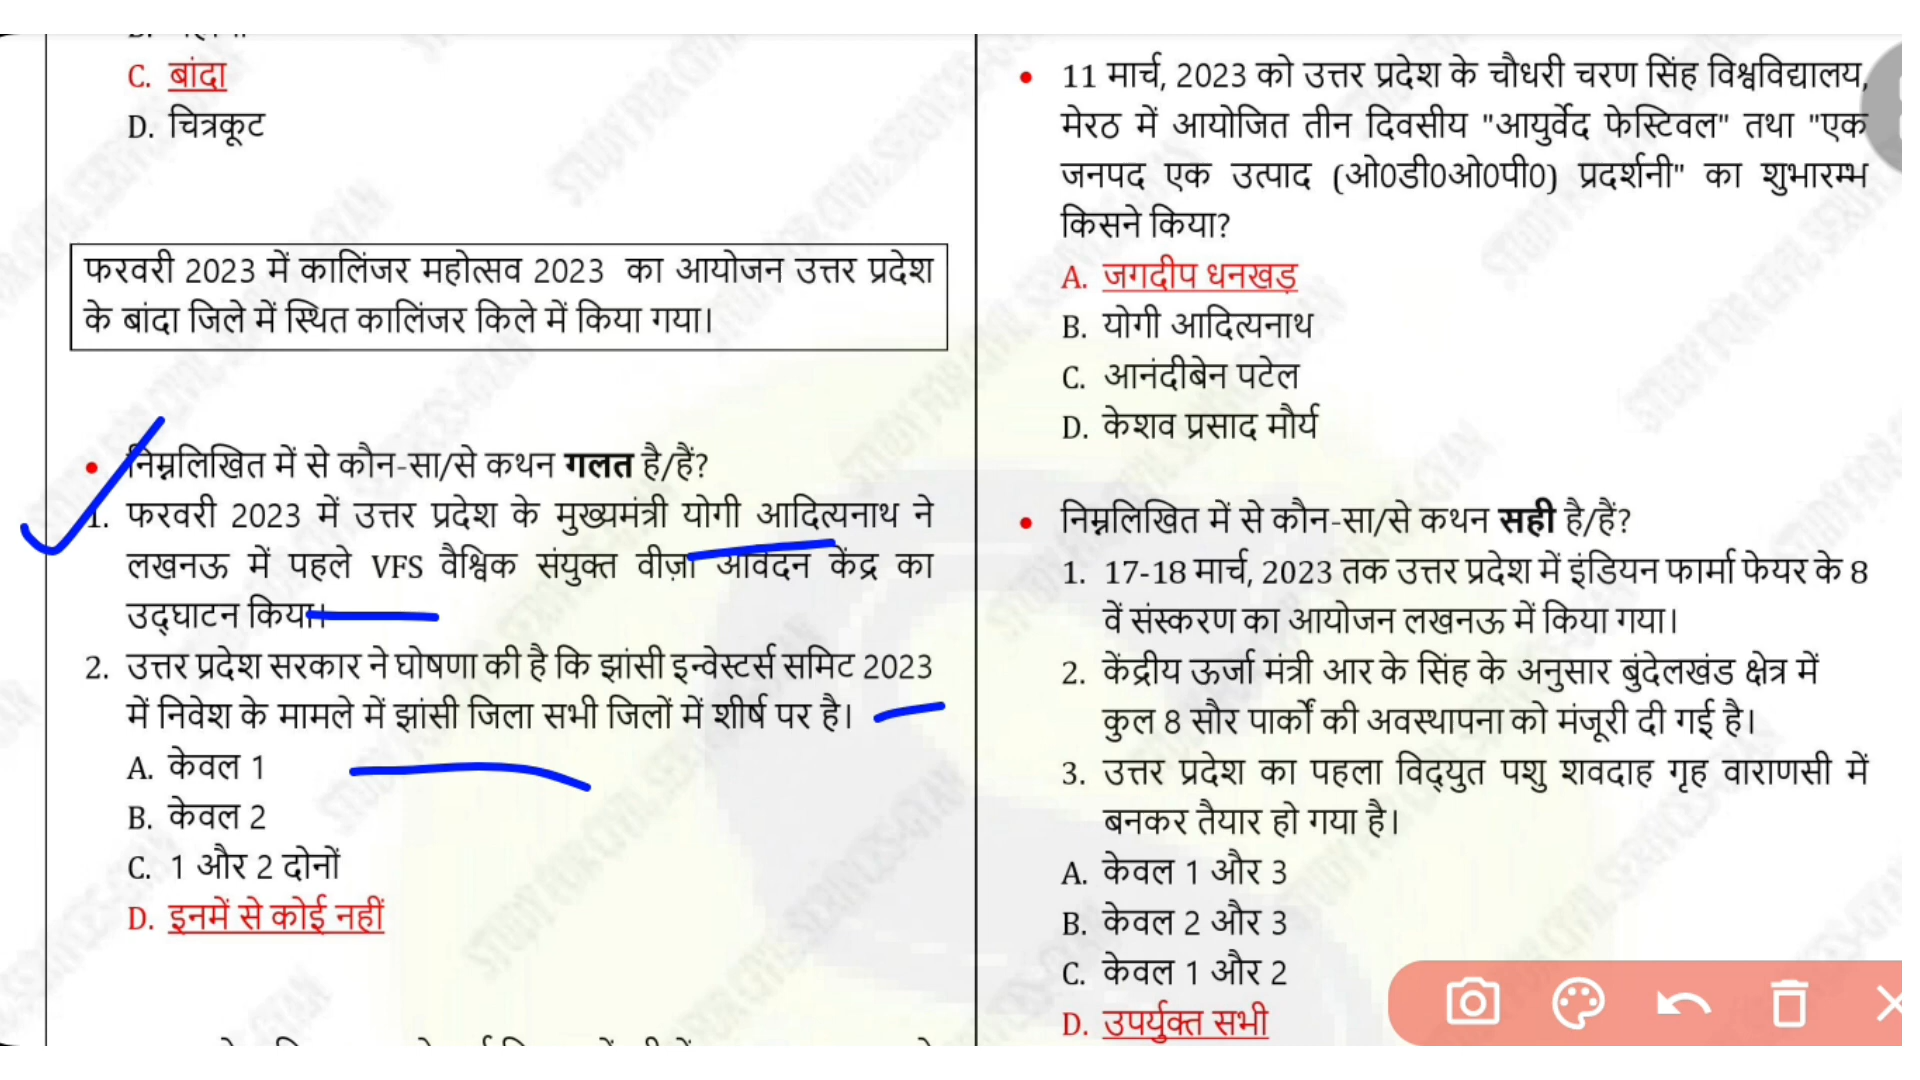 C. बांदा
D. चित्रकूट
फरवरी 2023 में कालिंजर महोत्सव 2023 का आयोजन उत्तर प्रदेश
के बांदा जिले में स्थित कालिंजर किले में किया गया।
• निम्नलिखित में से कौन-सा/से कथन गलत है/हैं?
1. फरवरी 2023 में उत्तर प्रदेश के मुख्यमंत्री योगी आदित्यनाथ ने
लखनऊ में पहले VFS वैश्विक संयुक्त वीज़ा आवेदन केंद्र का
उद्घाटन किया।
2. उत्तर प्रदेश सरकार ने घोषणा की है कि झांसी इन्वेस्टर्स समिट 2023
में निवेश के मामले में झांसी जिला सभी जिलों में शीर्ष पर है।
A. केवल 1
B. केवल 2
C. 1 और 2 दोनों
D. इनमें से कोई नहीं
• 11 मार्च, 2023 को उत्तर प्रदेश के चौधरी चरण सिंह विश्वविद्यालय,
मेरठ में आयोजित तीन दिवसीय "आयुर्वेद फेस्टिवल" तथा "एक
जनपद एक उत्पाद (ओ0डी0ओ0पी0) प्रदर्शनी" का शुभारम्भ
किसने किया?
A. जगदीप धनखड़
B. योगी आदित्यनाथ
C. आनंदीबेन पटेल
D. केशव प्रसाद मौर्य
• निम्नलिखित में से कौन-सा/से कथन सही है/हैं?
1. 17-18 मार्च, 2023 तक उत्तर प्रदेश में इंडियन फार्मा फेयर के 8
वें संस्करण का आयोजन लखनऊ में किया गया।
2. केंद्रीय ऊर्जा मंत्री आर के सिंह के अनुसार बुंदेलखंड क्षेत्र में
कुल 8 सौर पार्कों की अवस्थापना को मंजूरी दी गई है।
3. उत्तर प्रदेश का पहला विद्युत पशु शवदाह गृह वाराणसी में
बनकर तैयार हो गया है।
A. केवल 1 और 3
B. केवल 2 और 3
C. केवल 1 और 2
D. उपर्युक्त सभी